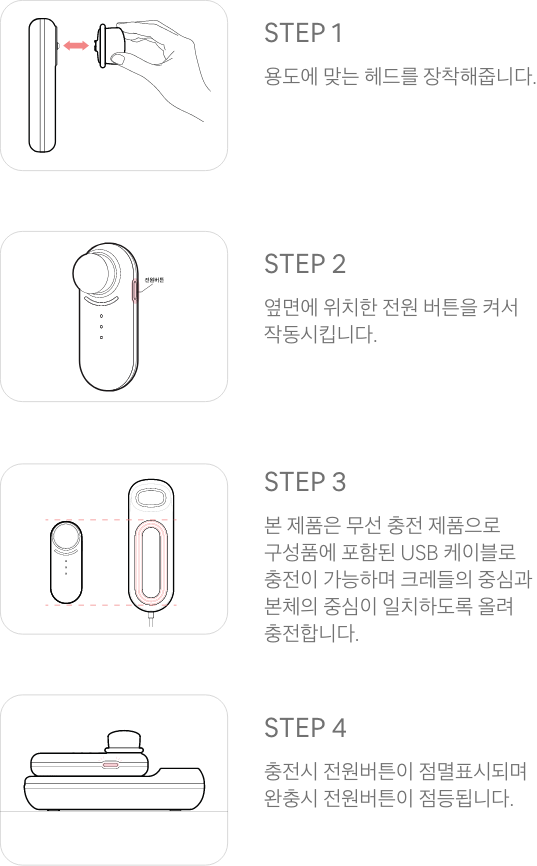 STEP 1
용도에 맞는 헤드를 장착해줍니다.
전원버튼
STEP 2
옆면에 위치한 전원 버튼을 켜서
작동시킵니다.
STEP 3
본 제품은 무선 충전 제품으로
구성품에 포함된 USB 케이블로
충전이 가능하며 크레들의 중심과
본체의 중심이 일치하도록 올려
충전합니다.
STEP 4
충전시 전원버튼이 점멸표시되며
완충시 전원버튼이 점등됩니다.